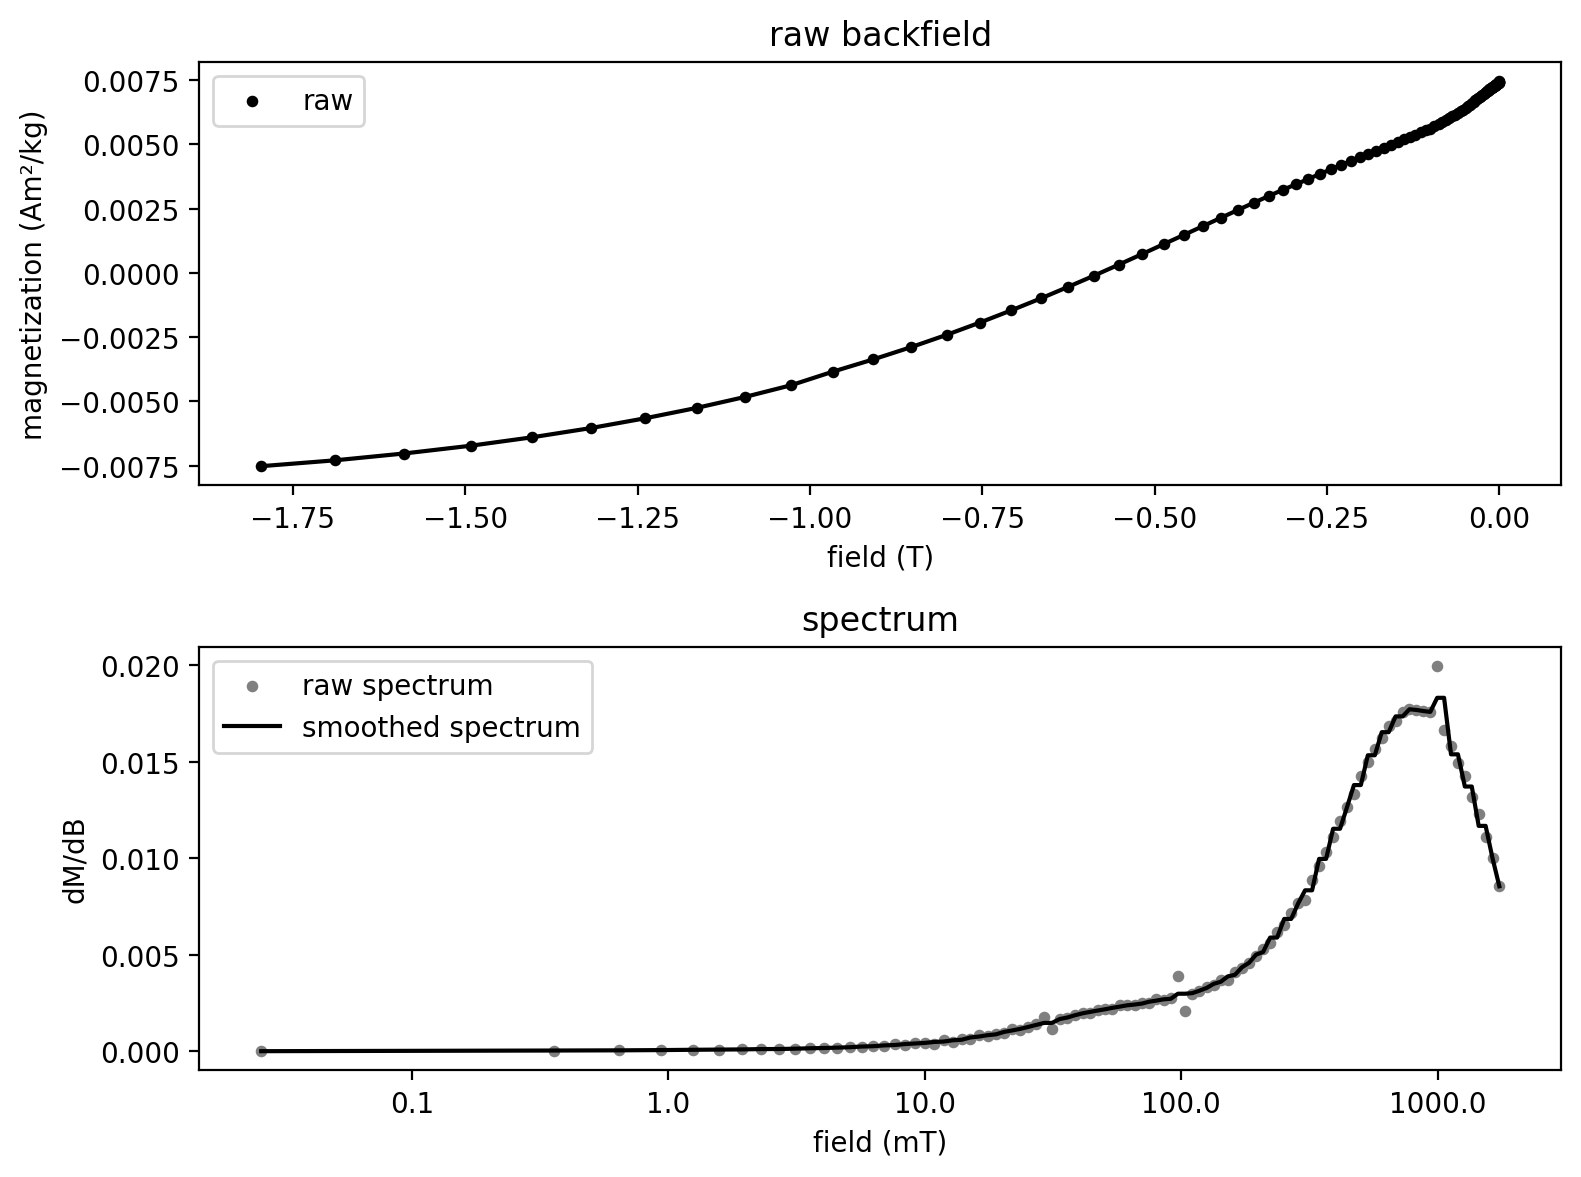 raw backfield
raw
0.0075
0.0050
0.0025
0.0000
−0.0025
−0.0050
−0.0075
magnetization (Am²/kg)
−1.75 −1.50 −1.25 −1.00 −0.75 −0.50 −0.25 0.00
field (T)
spectrum
raw spectrum
smoothed spectrum
0.020
0.015
0.010
0.005
0.000
dM/dB
0.1 1.0 10.0 100.0 1000.0
field (mT)